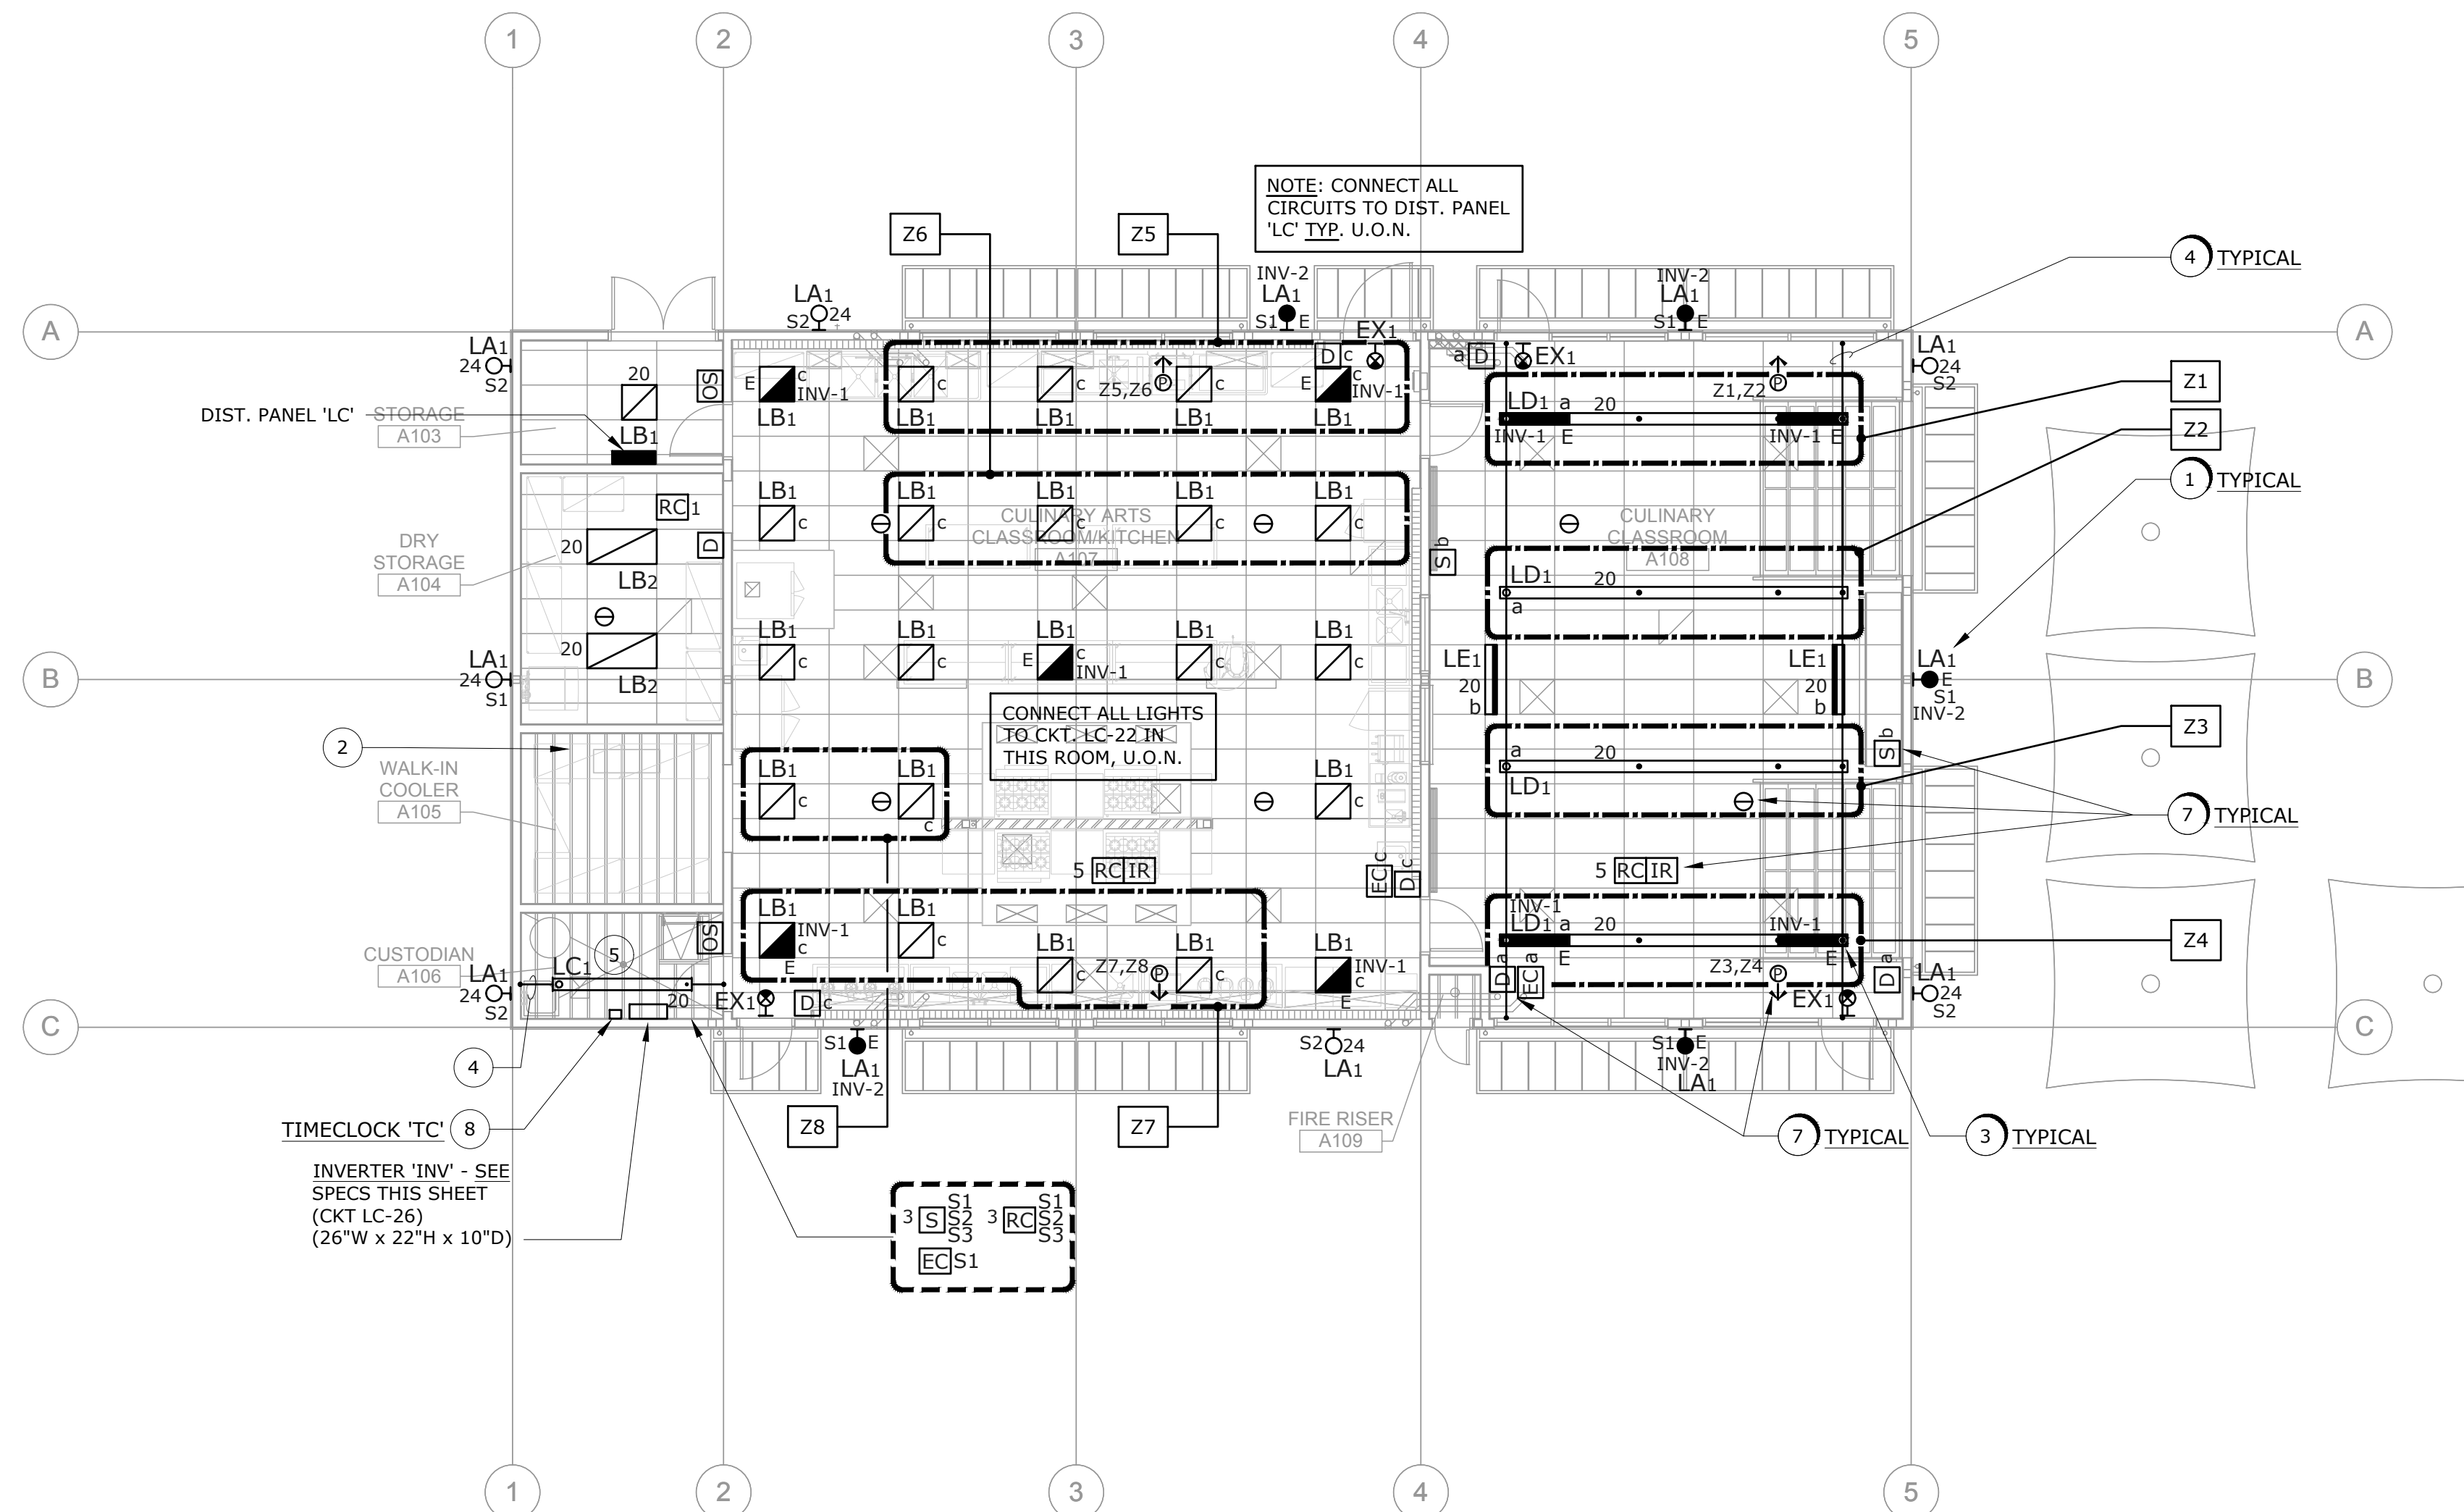 1 2 3 4 5
NOTE: CONNECT ALL
CIRCUITS TO DIST. PANEL
'LC' TYP. U.O.N.
Z6
Z5
4 TYPICAL
INV-2
LA1
S1 E
INV-2
LA1
S1 E
LA1
S2 24
A
A
EX1
D c
a D
EX1
LA1
24
S2
LA1
24
S2
Z1
20
OS
E c
INV-1
LB1
c
LB1
c
LB1
Z5,Z6
P
c
LB1
E c
INV-1
LB1
Z1,Z2
P
LD1 a 20
INV-1 E
INV-1 E
DIST. PANEL 'LC'
STORAGE
A103
LB1
Z2
1 TYPICAL
RC 1
LB1
c
LB1
c
LB1
c
LB1
c
LB1
c
CULINARY ARTS
CLASSROOM/KITCHEN
A107
CULINARY
CLASSROOM
A108
DRY
STORAGE
A104
20
LB2
D
S b
LD1 20
a
20
LB2
LB1
c
LB1
c
LB1
E c
INV-1
LB1
c
LB1
c
LE1
20
b
LE1
20
b
B
LA1
24
S1
LA1
E
S1
INV-2
B
CONNECT ALL LIGHTS
TO CKT. LC-22 IN
THIS ROOM, U.O.N.
Z3
2
WALK-IN
COOLER
A105
LB1
c
LB1
c
LB1
c
a 20
LD1
S b
7 TYPICAL
5 RC IR
EC c
D c
5 RC IR
LB1
INV-1
c
E
LB1
c
LB1
c
Z7,Z8
P
LB1
c
LB1
INV-1
E
INV-1
LD1 a 20
E
INV-1
E
Z4
OS
CUSTODIAN
A106
5
LC1
20
LA1
24
S2
EX1
D c
D a
EC a
Z3,Z4
P
EX1
D a
LA1
24
S2
C
C
S1 E
LA1
INV-2
S2 24
LA1
S1 E
INV-2
LA1
4
TIMECLOCK 'TC' 8
Z8
Z7
FIRE RISER
A109
7 TYPICAL
3 TYPICAL
INVERTER 'INV' - SEE
SPECS THIS SHEET
(CKT LC-26)
(26"W x 22"H x 10"D)
3 S S1 S2 S3
3 RC S1 S2 S3
EC S1
1 2 3 4 5